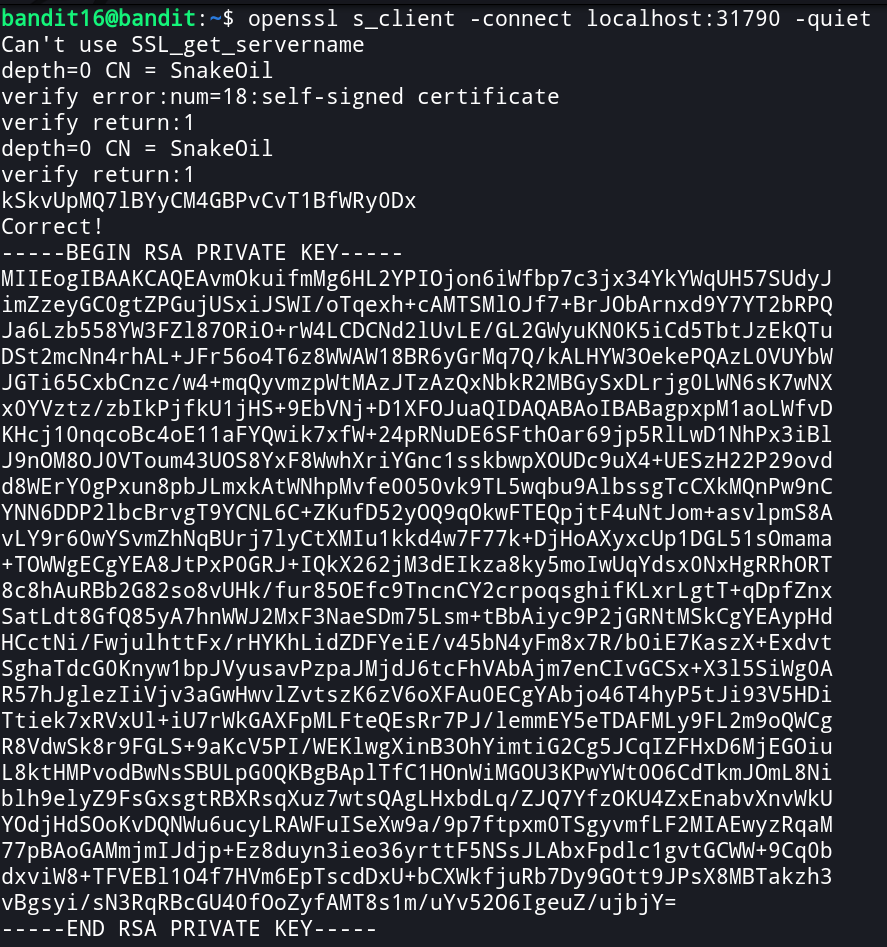 bandit16@bandit:~$ openssl s_client -connect localhost:31790 -quiet
Can't use SSL_get_servername
depth=0 CN = SnakeOil
verify error:num=18:self-signed certificate
verify return:1
depth=0 CN = SnakeOil
verify return:1
kSkvUpMQ7lBYyCM4GBPvCvT1BfWRy0Dx
Correct!
-----BEGIN RSA PRIVATE KEY-----
MIIEogIBAAKCAQEAvmOkuifmMg6HL2YPIOjon6iWfbp7c3jx34YkYWqUH57SUdyJ
imZzeyGC0gtZPGujUSxiJSWI/oTqexh+cAMTSMlOJf7+BrJObArnxd9Y7YT2bRPQ
Ja6Lzb558YW3FZl87ORiO+rW4LCDCNd2lUvLE/GL2GWyuKN0K5iCd5TbtJzEkQTu
DSt2mcNn4rhAL+JFr56o4T6z8WWAW18BR6yGrMq7Q/kALHYW3OekePQAzL0VUYbW
JGTi65CxbCnzc/w4+mqQyvmzpWtMAzJTzAzQxNbkR2MBGySxDLrjg0LWN6sK7wNX
x0YVztz/zbIkPjfkU1jHS+9EbVNj+D1XFOJuaQIDAQABAoIBABagpxpM1aoLWfvD
KHcj10nqcoBc4oE11aFYQwik7xfW+24pRNuDE6SFthOar69jp5RlLwD1NhPx3iBl
J9nOM8OJ0VToum43UOS8YxF8WwhXriYGnc1sskbwpXOUDc9uX4+UESzH22P29ovd
d8WErY0gPxun8pbJLmxkAtWNhpMvfe0050vk9TL5wqbu9AlbssgTcCXkMQnPw9nC
YNN6DDP2lbcBrvgT9YCNL6C+ZKufD52yOQ9qOkwFTEQpjtF4uNtJom+asvlpmS8A
vLY9r60wYSvmZhNqBUrj7lyCtXMIu1kkd4w7F77k+DjHoAXyxcUp1DGL51sOmama
+TOWWgECgYEA8JtPxP0GRJ+IQkX262jM3dEIkza8ky5moIwUqYdsx0NxHgRRhORT
8c8hAuRBb2G82so8vUHk/fur85OEfc9TncnCY2crpoqsghifKLxrLgtT+qDpfZnx
SatLdt8GfQ85yA7hnWWJ2MxF3NaeSDm75Lsm+tBbAiyc9P2jGRNtMSkCgYEAypHd
HCctNi/FwjulhttFx/rHYKhLidZDFYeiE/v45bN4yFm8x7R/b0iE7KaszX+Exdvt
SghaTdcG0Knyw1bpJVyusavPzpaJMjdJ6tcFhVAbAjm7enCIvGCSx+X3l5SiWg0A
R57hJglezIiVjv3aGwHwvlZvtszK6zV6oXFAu0ECgYAbjo46T4hyP5tJi93V5HDi
Ttiek7xRVxUl+iU7rWkGAXFpMLFteQEsRr7PJ/lemmEY5eTDAFMLy9FL2m9oQWCg
R8VdwSk8r9FGLS+9aKcV5PI/WEKlwgXinB3OhYimtiG2Cg5JCqIZFHxD6MjEGOiu
L8ktHMPvodBwNsSBULpG0QKBgBAplTfC1HOnWiMGOU3KPwYWt0O6CdTkmJOmL8Ni
blh9elyZ9FsGxsgtRBXRsqXuz7wtsQAgLHxbdLq/ZJQ7YfzOKU4ZxEnabvXnvWkU
YOdjHdSOoKvDQNWu6ucyLRAWFuISeXw9a/9p7ftpxm0TSgyvmfLF2MIAEwyzRqaM
77pBAoGAMmjmIJdjp+Ez8duyn3ieo36yrttF5NSsJLAbxFpdlc1gvtGCWW+9Cq0b
dxviW8+TFVEBl1O4f7HVm6EpTscdDxU+bCXWkfjuRb7Dy9GOtt9JPsX8MBTakzh3
vBgsyi/sN3RqRBcGU40fOoZyfAMT8s1m/uYv52O6IgeuZ/ujbjY=
-----END RSA PRIVATE KEY-----